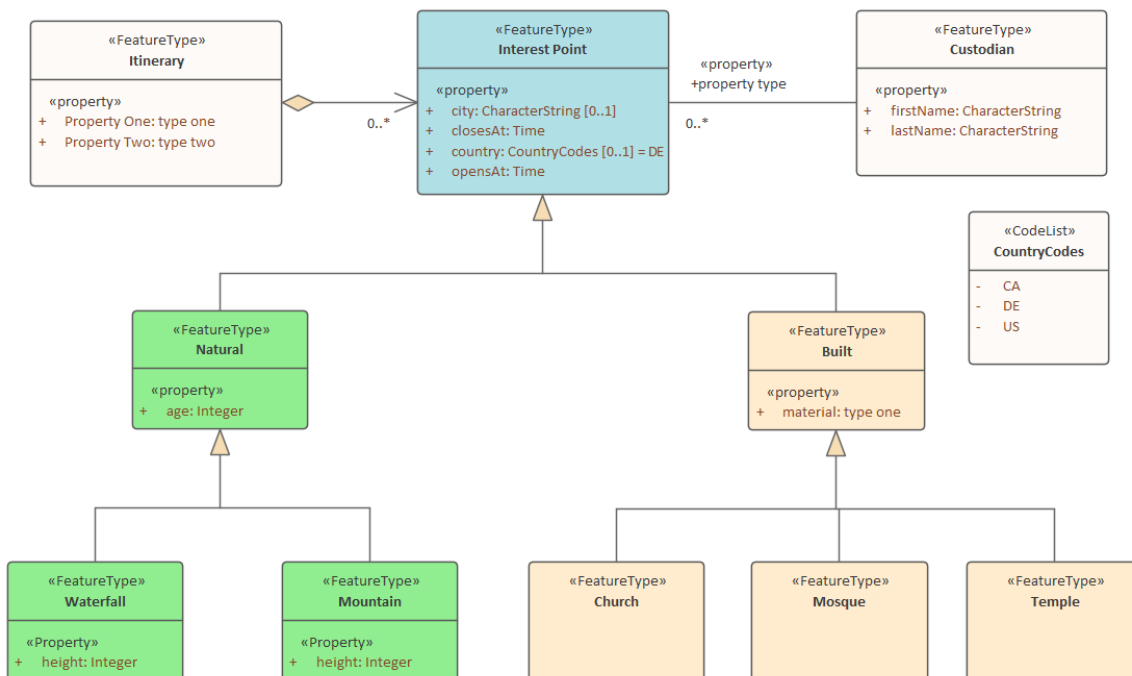 «FeatureType»
Itinerary
«property»
+ Property One: type one
+ Property Two: type two
0..*
«FeatureType»
Interest Point
«property»
+ city: CharacterString [0..1]
+ closesAt: Time
+ country: CountryCodes [0..1] = DE
+ opensAt: Time
«property»
+property type
0..*
«FeatureType»
Custodian
«property»
+ firstName: CharacterString
+ lastName: CharacterString
«CodeList»
CountryCodes
- CA
- DE
- US
«FeatureType»
Natural
«property»
+ age: Integer
«FeatureType»
Built
«property»
+ material: type one
«FeatureType»
Waterfall
«Property»
+ height: Integer
«FeatureType»
Mountain
«Property»
+ height: Integer
«FeatureType»
Church
«FeatureType»
Mosque
«FeatureType»
Temple